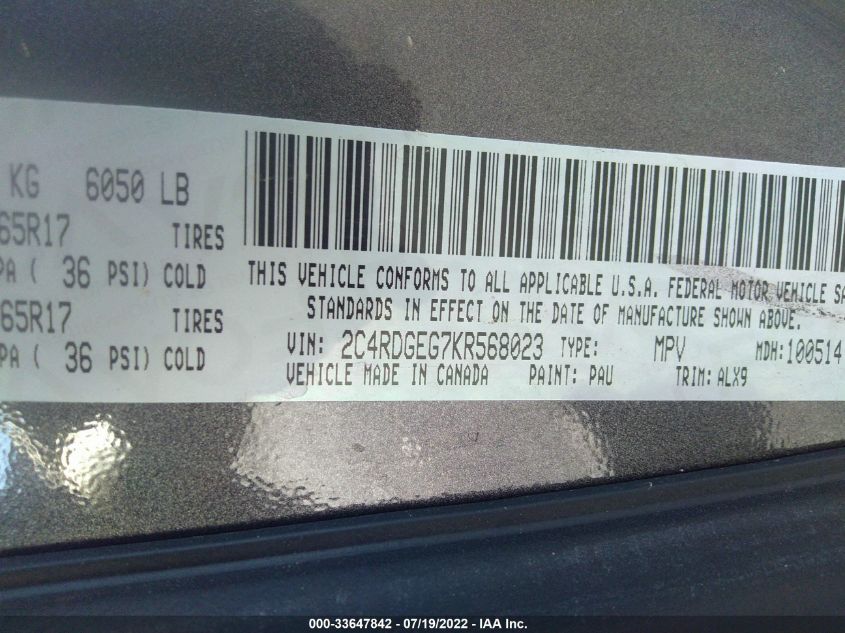 KG 6050 LB
65R17 TIRES
PA ( 36 PSI) COLD
65R17 TIRES
PA ( 36 PSI) COLD
THIS VEHICLE CONFORMS TO ALL APPLICABLE U.S.A. FEDERAL MOTOR VEHICLE SA
STANDARDS IN EFFECT ON THE DATE OF MANUFACTURE SHOWN ABOVE.
VIN: 2C4RDGEG7KR568023 TYPE: MPV MDH:100514
VEHICLE MADE IN CANADA PAINT: PAU TRIM: ALX9
000-33647842 - 07/19/2022 - IAA Inc.